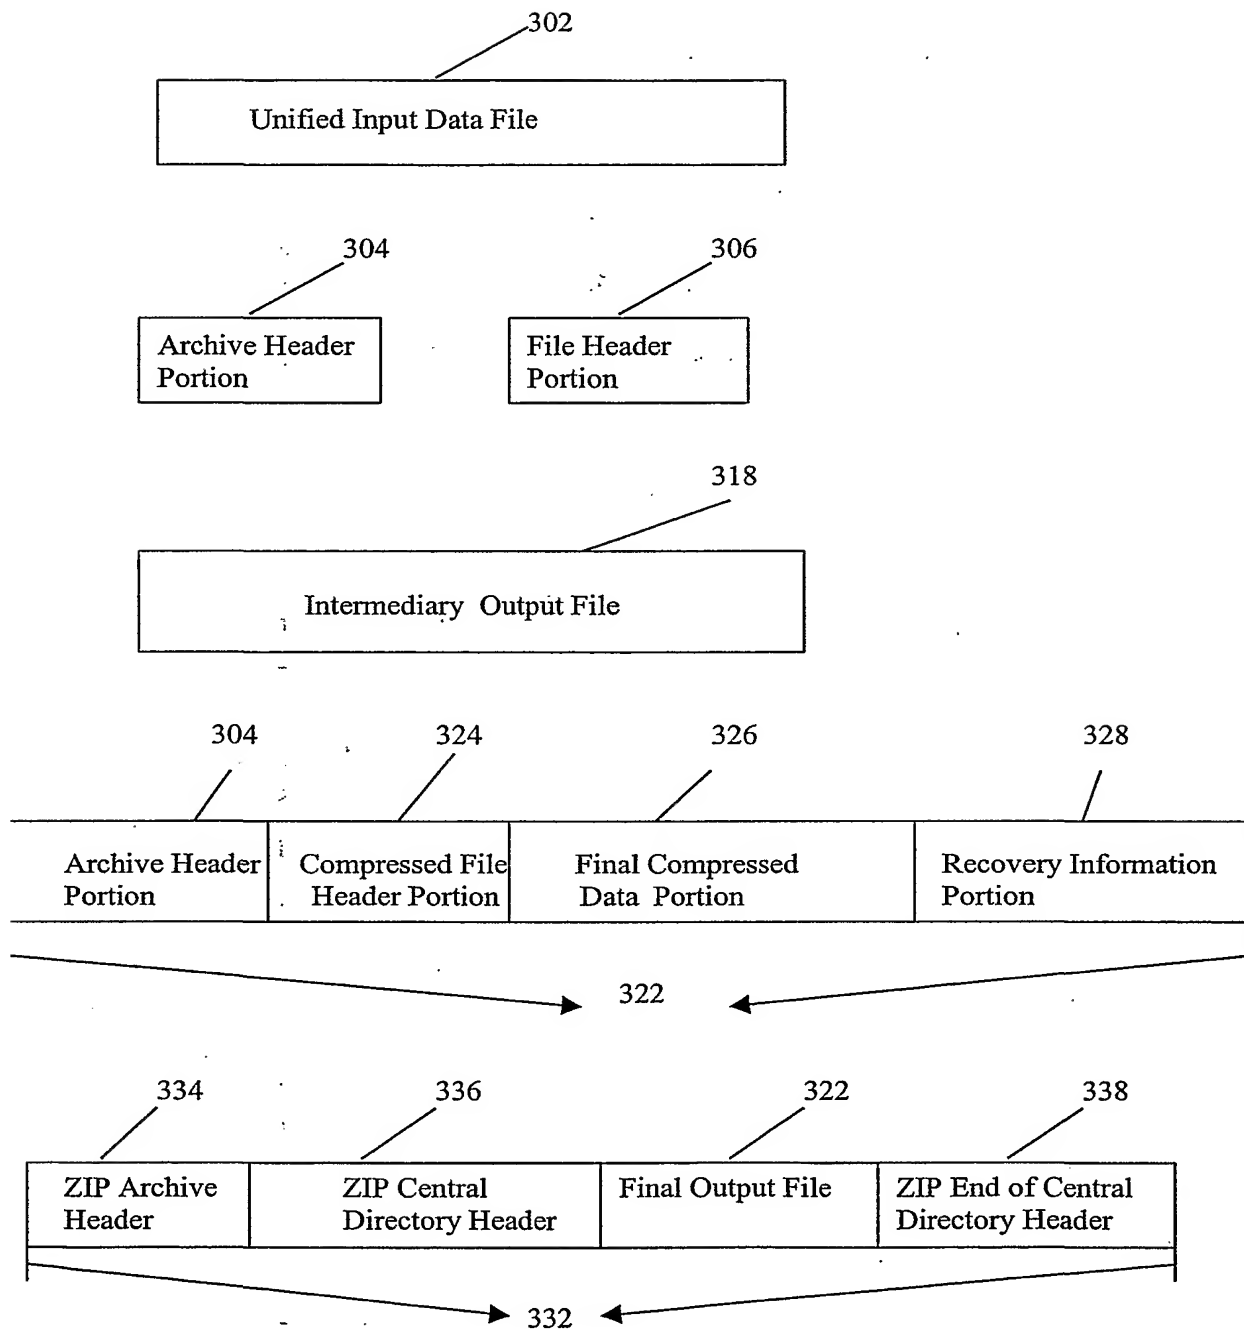 302
Unified Input Data File
304 306
Archive Header
Portion
File Header
Portion
318
Intermediary Output File
304 324 326 328
Archive Header
Portion
Compressed File
Header Portion
Final Compressed
Data Portion
Recovery Information
Portion
322
334 336 322 338
ZIP Archive
Header
ZIP Central
Directory Header
Final Output File
ZIP End of Central
Directory Header
332